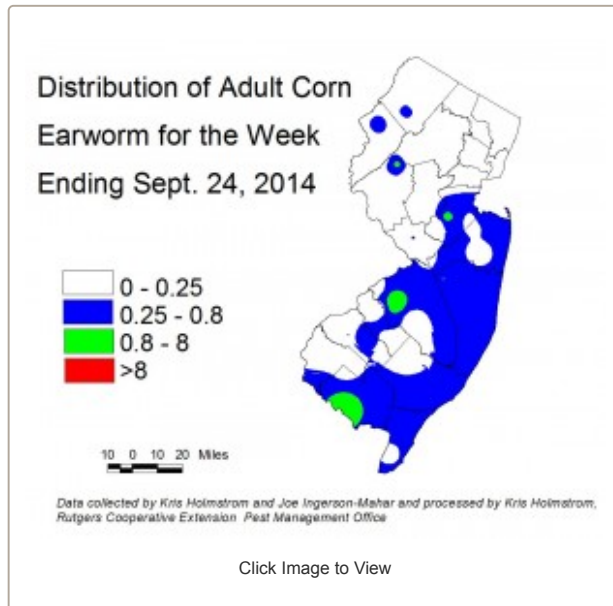 Distribution of Adult Corn
Earworm for the Week
Ending Sept. 24, 2014
0 - 0.25
0.25 - 0.8
0.8 - 8
>8
10 0 10 20 Miles
Data collected by Kris Holmstrom and Joe Ingerson-Mahar and processed by Kris Holmstrom,
Rutgers Cooperative Extension Pest Management Office
Click Image to View